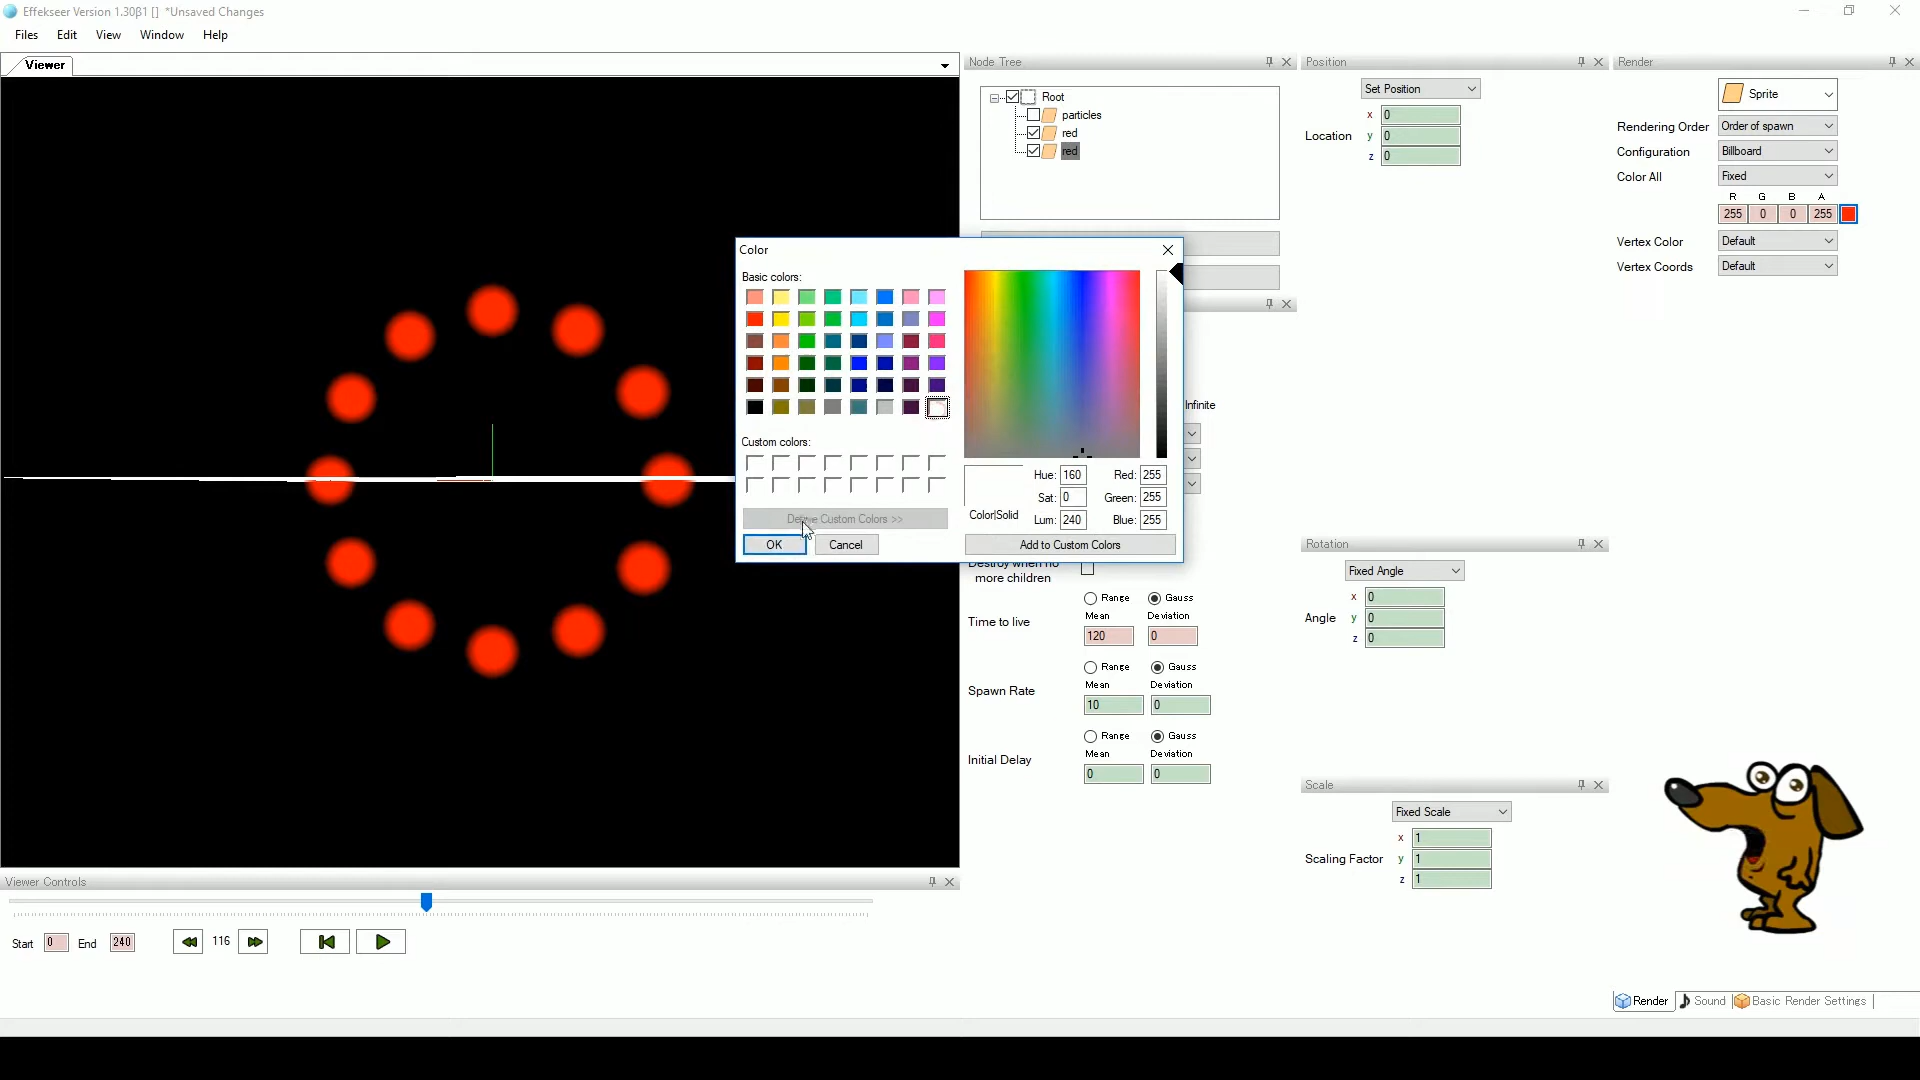 Effekseer Version 1.30β1 [] *Unsaved Changes
Files Edit View Window Help
Viewer
Node Tree
Root
particles
red
red
Position
Set Position
Location
x 0
y 0
z 0
Render
Sprite
Rendering Order Order of spawn
Configuration Billboard
Color All Fixed
R G B A
255 0 0 255
Vertex Color Default
Vertex Coords Default
Color
Basic colors:
Custom colors:
Define Custom Colors >>
OK Cancel
Hue: 160 Red: 255
Sat: 0 Green: 255
Color|Solid
Lum: 240 Blue: 255
Add to Custom Colors
Infinite
Destroy when no
more children
Time to live
Range Gauss
Mean Deviation
120 0
Spawn Rate
Range Gauss
Mean Deviation
10 0
Initial Delay
Range Gauss
Mean Deviation
0 0
Rotation
Fixed Angle
Angle
x 0
y 0
z 0
Scale
Fixed Scale
Scaling Factor
x 1
y 1
z 1
Viewer Controls
Start 0 End 240 116
Render Sound Basic Render Settings